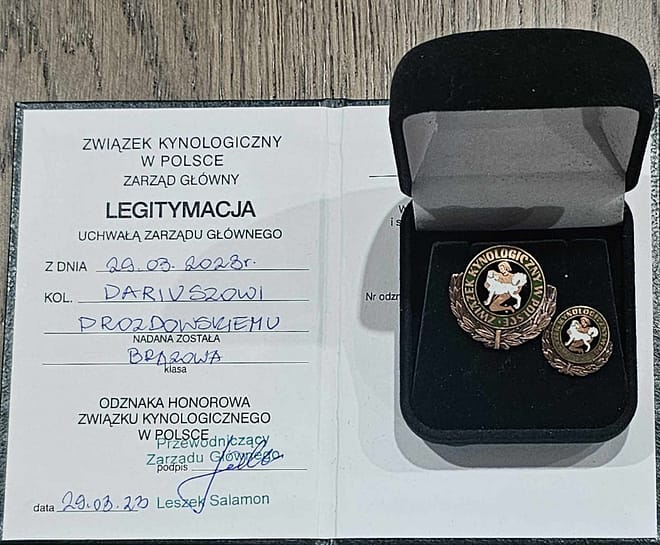 ZWIĄZEK KYNOLOGICZNY
W POLSCE
ZARZĄD GŁÓWNY
LEGITYMACJA
UCHWAŁĄ ZARZĄDU GŁÓWNEGO
Z DNIA 29.03.2023r.
KOL. DARIUSZOWI
DROZDOWSKIEMU
NADANA ZOSTAŁA
BRĄZOWA
klasa
ODZNAKA HONOROWA
ZWIĄZKU KYNOLOGICZNEGO
W POLSCE
Przewodniczący
Zarządu Głównego
podpis
data 29.03.23 Leszek Salamon
W
i s
Nr odzn
ZWIĄZEK KYNOLOGICZNY W POLSCE
KYNOLOGICZNY